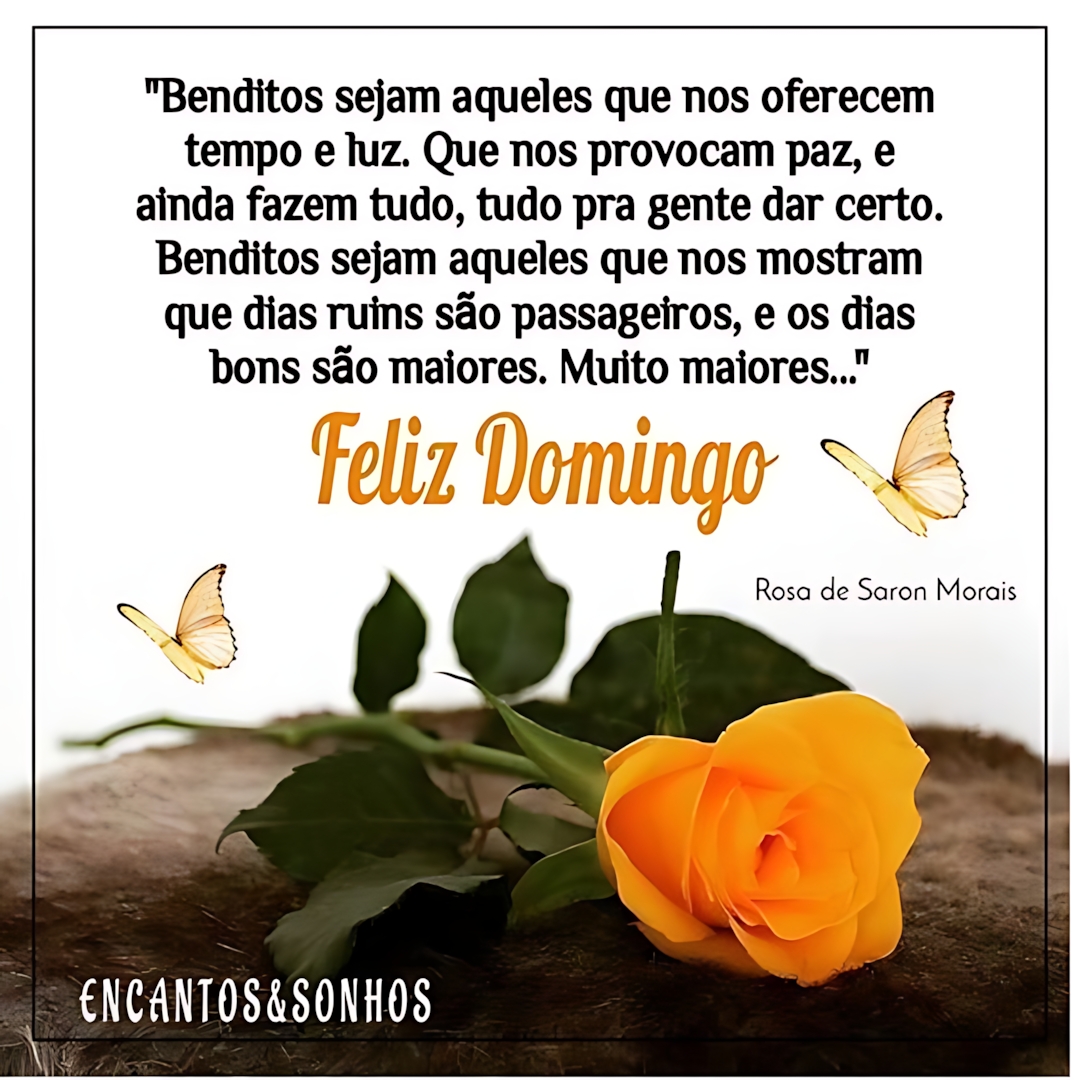 "Benditos sejam aqueles que nos oferecem
tempo e luz. Que nos provocam paz, e
ainda fazem tudo, tudo pra gente dar certo.
Benditos sejam aqueles que nos mostram
que dias ruins são passageiros, e os dias
bons são maiores. Muito maiores..."
Feliz Domingo
Rosa de Saron Morais
ENCANTOS&SONHOS